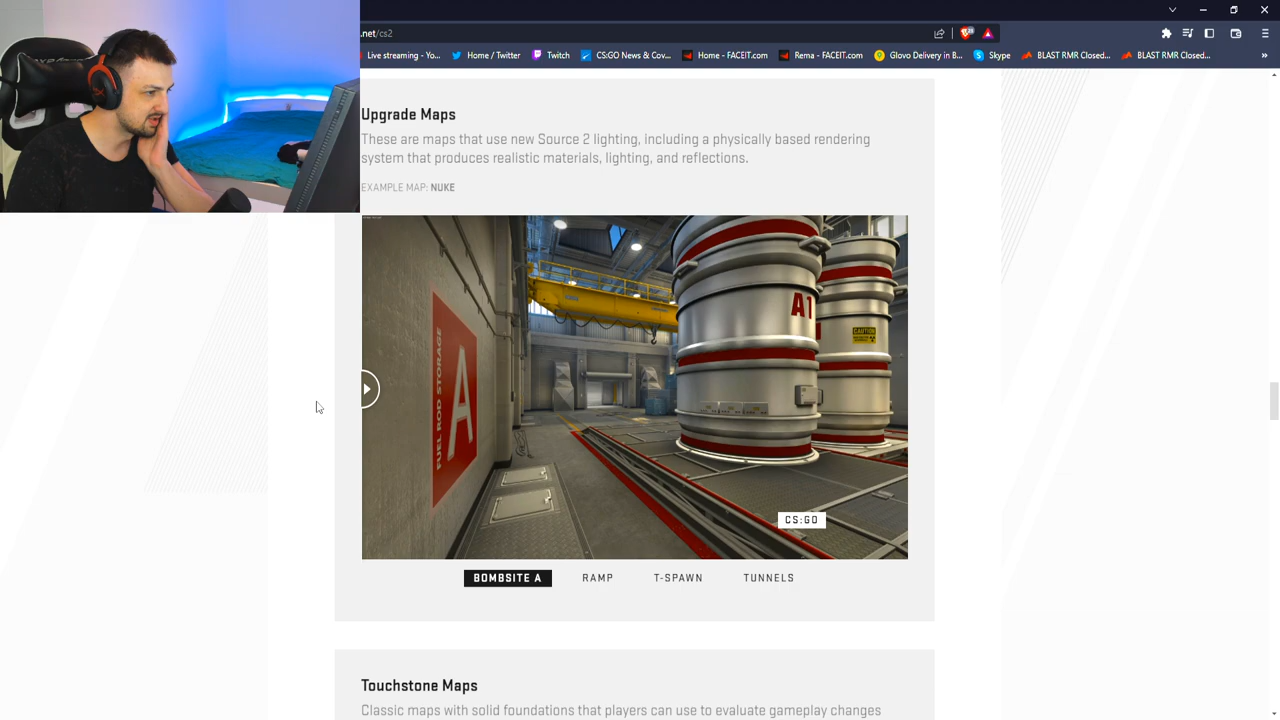 .net/cs2
Live streaming - Yo...
Home / Twitter
Twitch
CS:GO News & Cov...
Home - FACEIT.com
Rema - FACEIT.com
Glovo Delivery in B...
Skype
BLAST RMR Closed...
BLAST RMR Closed...
Upgrade Maps
These are maps that use new Source 2 lighting, including a physically based rendering
system that produces realistic materials, lighting, and reflections.
EXAMPLE MAP: NUKE
A1
CAUTION
FUEL ROD STORAGE
A
CS:GO
BOMBSITE A
RAMP
T-SPAWN
TUNNELS
Touchstone Maps
Classic maps with solid foundations that players can use to evaluate gameplay changes